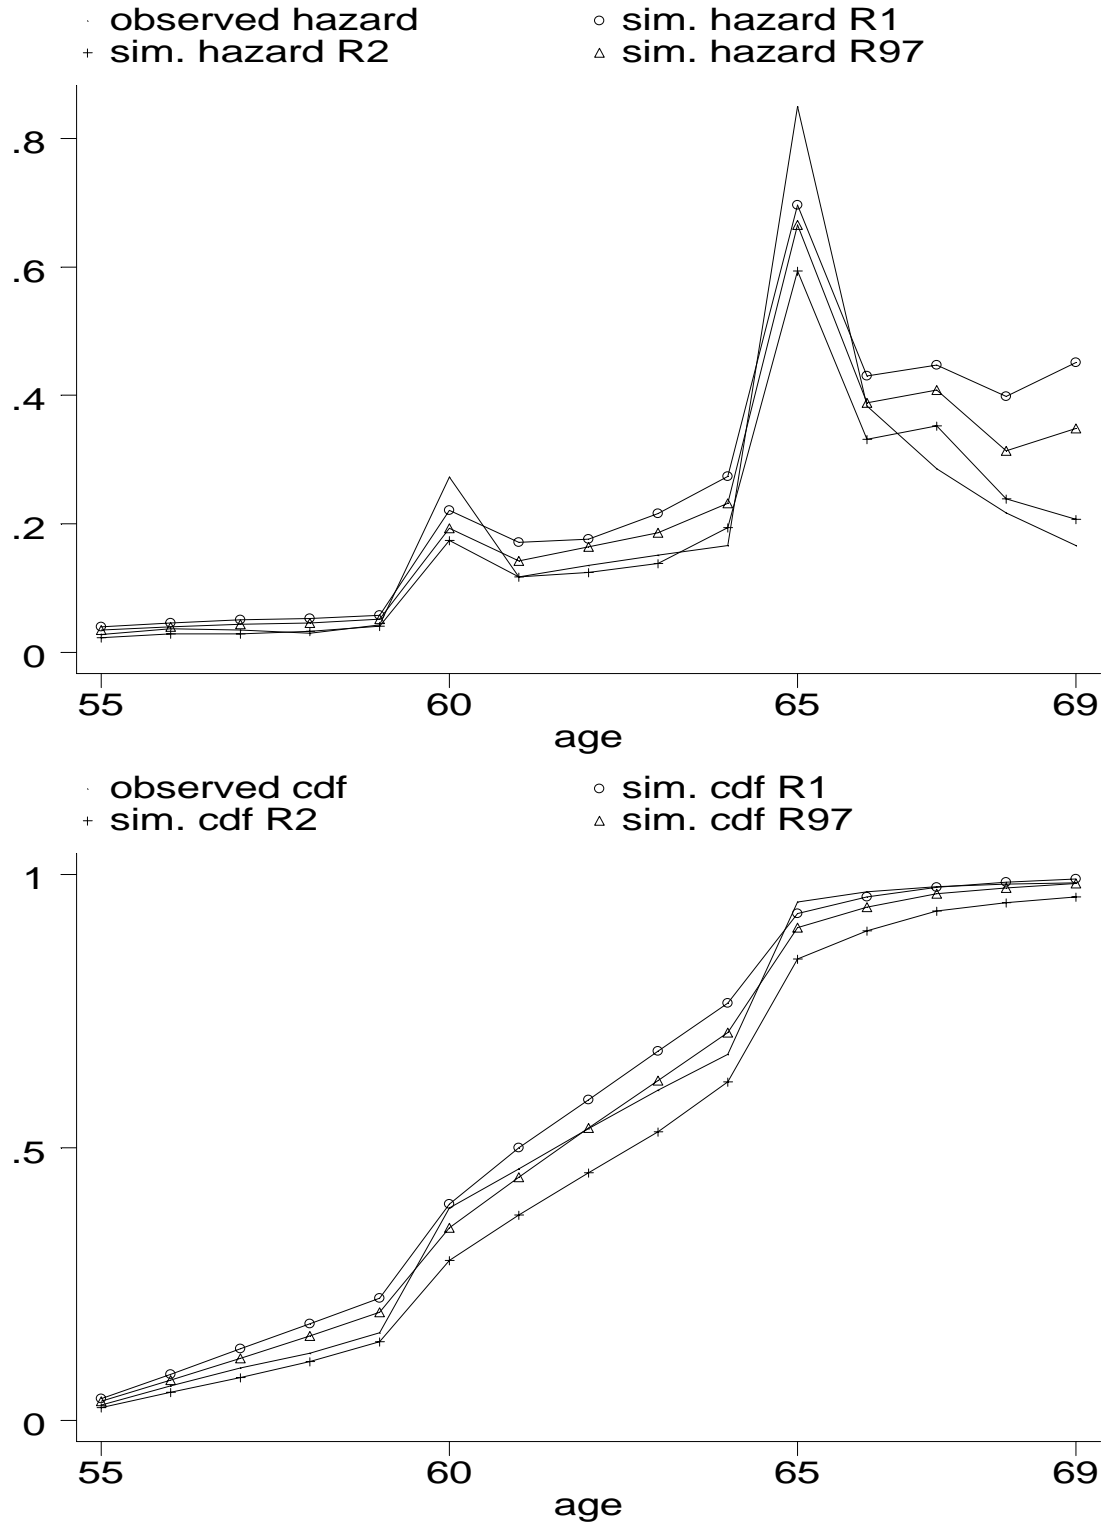 observed hazard sim. hazard R1
sim. hazard R2 sim. hazard R97
.8
.6
.4
.2
0
55 60 65 69
age
observed cdf sim. cdf R1
sim. cdf R2 sim. cdf R97
1
.5
0
55 60 65 69
age